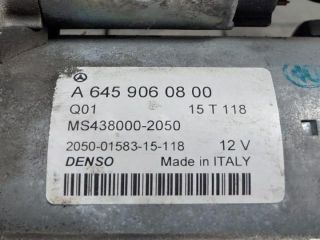 A 645 906 08 00
Q01 15 T 118
MS438000-2050
2050-01583-15-118 12 V
DENSO Made in ITALY